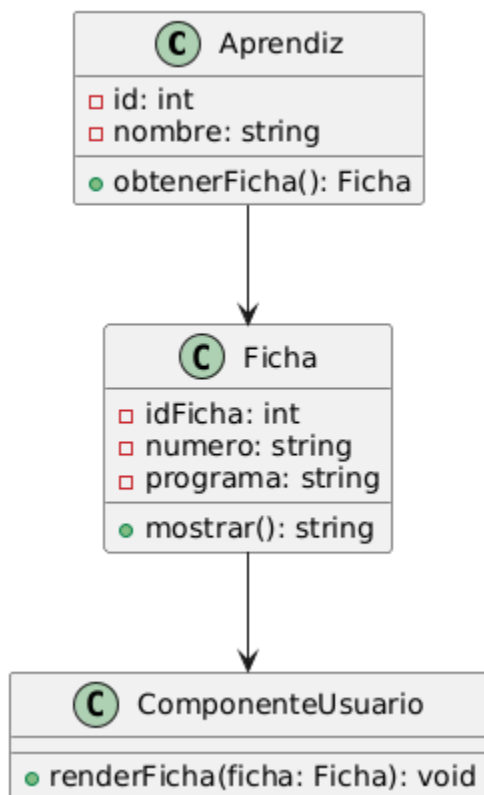 C Aprendiz
id: int
nombre: string
obtenerFicha(): Ficha
C Ficha
idFicha: int
numero: string
programa: string
mostrar(): string
C ComponenteUsuario
renderFicha(ficha: Ficha): void